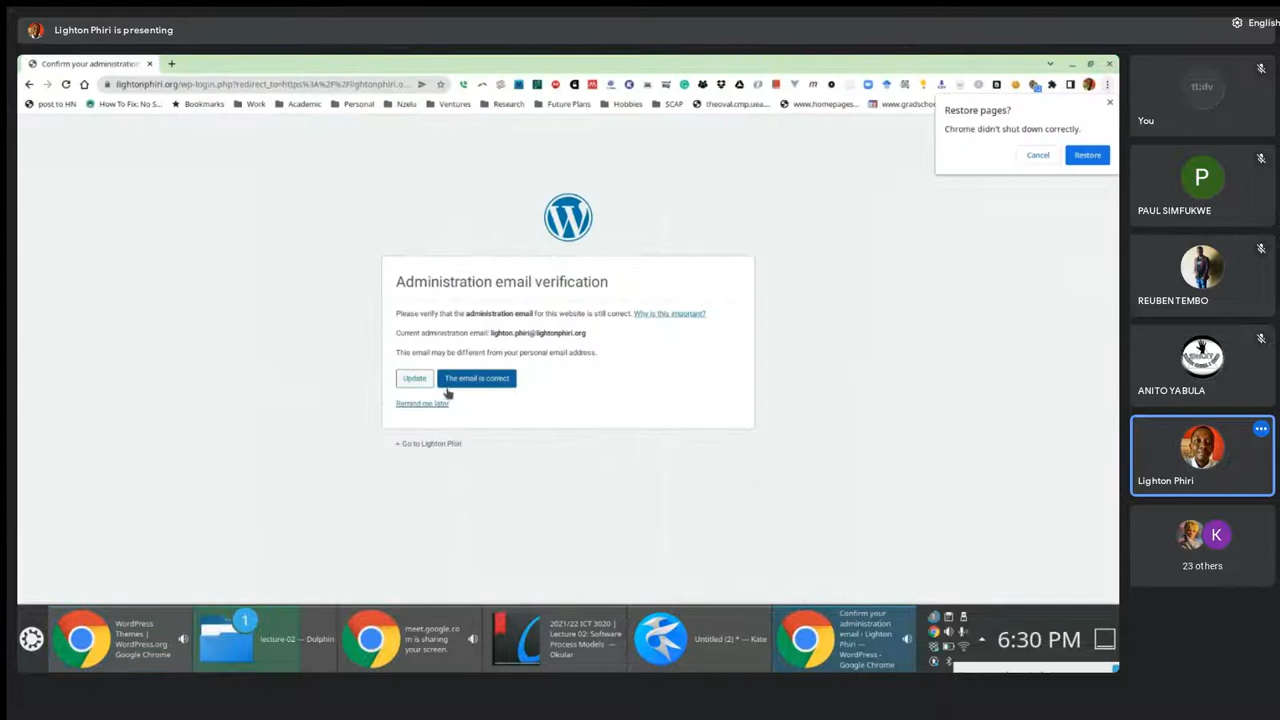 Lighton Phiri is presenting
English
Confirm your administration
lightonphiri.org/wp-login.php?redirect_to=https%3A%2F%2Flightonphiri.o...
post to HN
How To Fix: No S...
Bookmarks
Work
Academic
Personal
Nzelu
Ventures
Research
Future Plans
Hobbies
SCAP
theoval.cmp.uea...
www.homepages...
www.gradschoo
Restore pages?
Chrome didn't shut down correctly.
Cancel
Restore
Administration email verification
Please verify that the administration email for this website is still correct. Why is this important?
Current administration email: lighton.phiri@lightonphiri.org
This email may be different from your personal email address.
Update
The email is correct
Remind me later
← Go to Lighton Phiri
tl;dv
You
P
PAUL SIMFUKWE
REUBEN TEMBO
ANITO YABULA
Lighton Phiri
K
23 others
WordPress
Themes |
WordPress.org
Google Chrome
1
lecture-02 — Dolphin
meet.google.co
m is sharing
your screen.
2021/22 ICT 3020 |
Lecture 02: Software
Process Models —
Okular
Untitled (2) * — Kate
Confirm your
administration
email ‹ Lighton
Phiri —
WordPress -
Google Chrome
6:30 PM